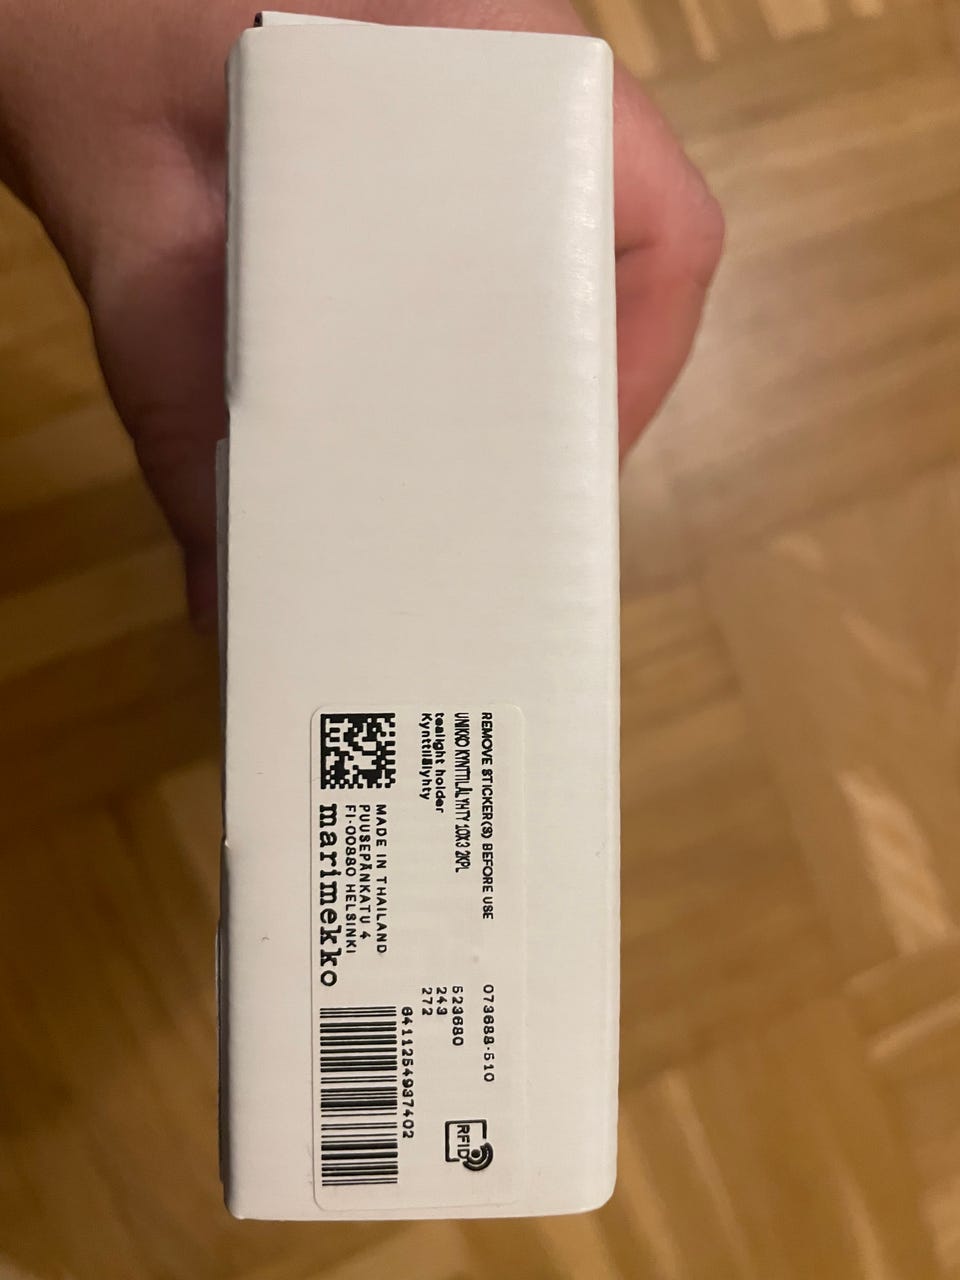 REMOVE STICKER(S) BEFORE USE 073688-510
UNIKKO KYNTTILÄLYHTY 10X3 2KPL 523680
tealight holder 243
Kynttilälyhty 272
RFID
6411254937402
MADE IN THAILAND
PUUSEPÄNKATU 4
FI-00880 HELSINKI
marimekko